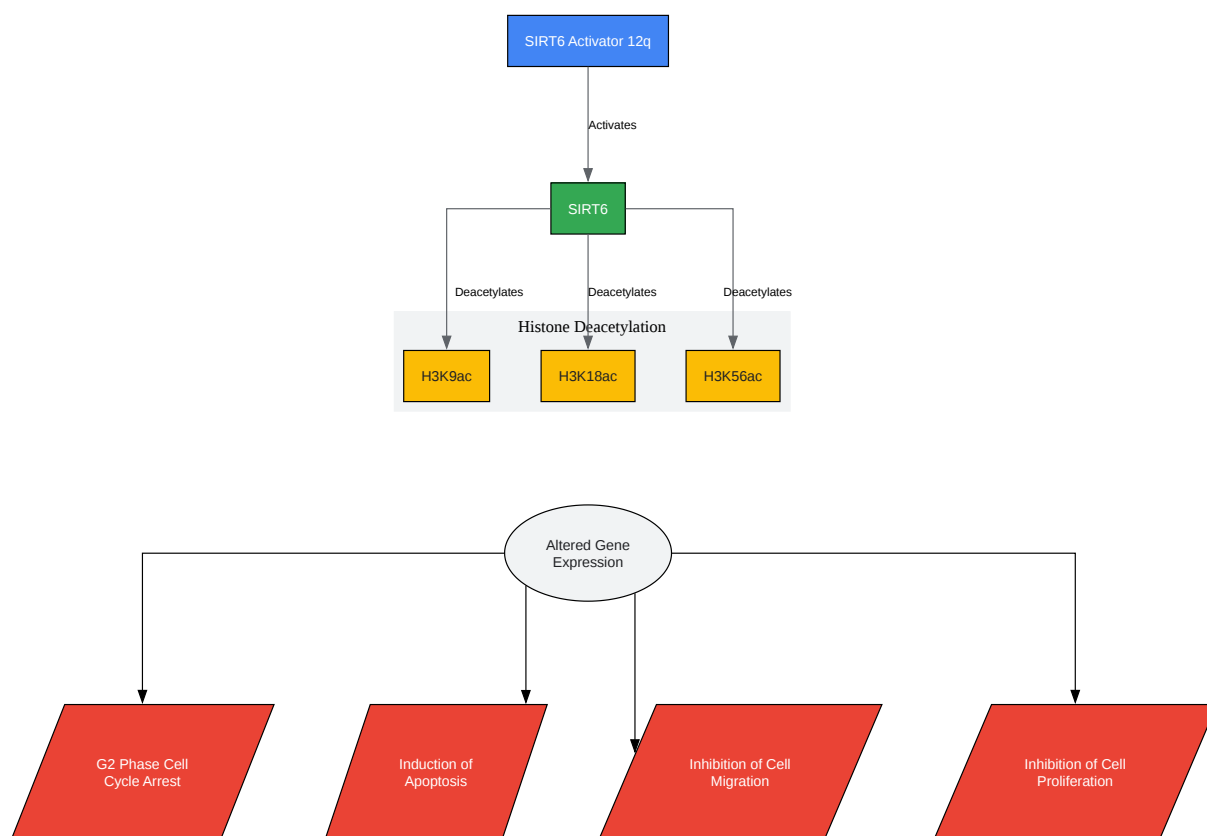 SIRT6 Activator 12q
Activates
SIRT6
Deacetylates
Deacetylates
Deacetylates
Histone Deacetylation
H3K9ac
H3K18ac
H3K56ac
Altered Gene
Expression
G2 Phase Cell
Cycle Arrest
Induction of
Apoptosis
Inhibition of Cell
Migration
Inhibition of Cell
Proliferation